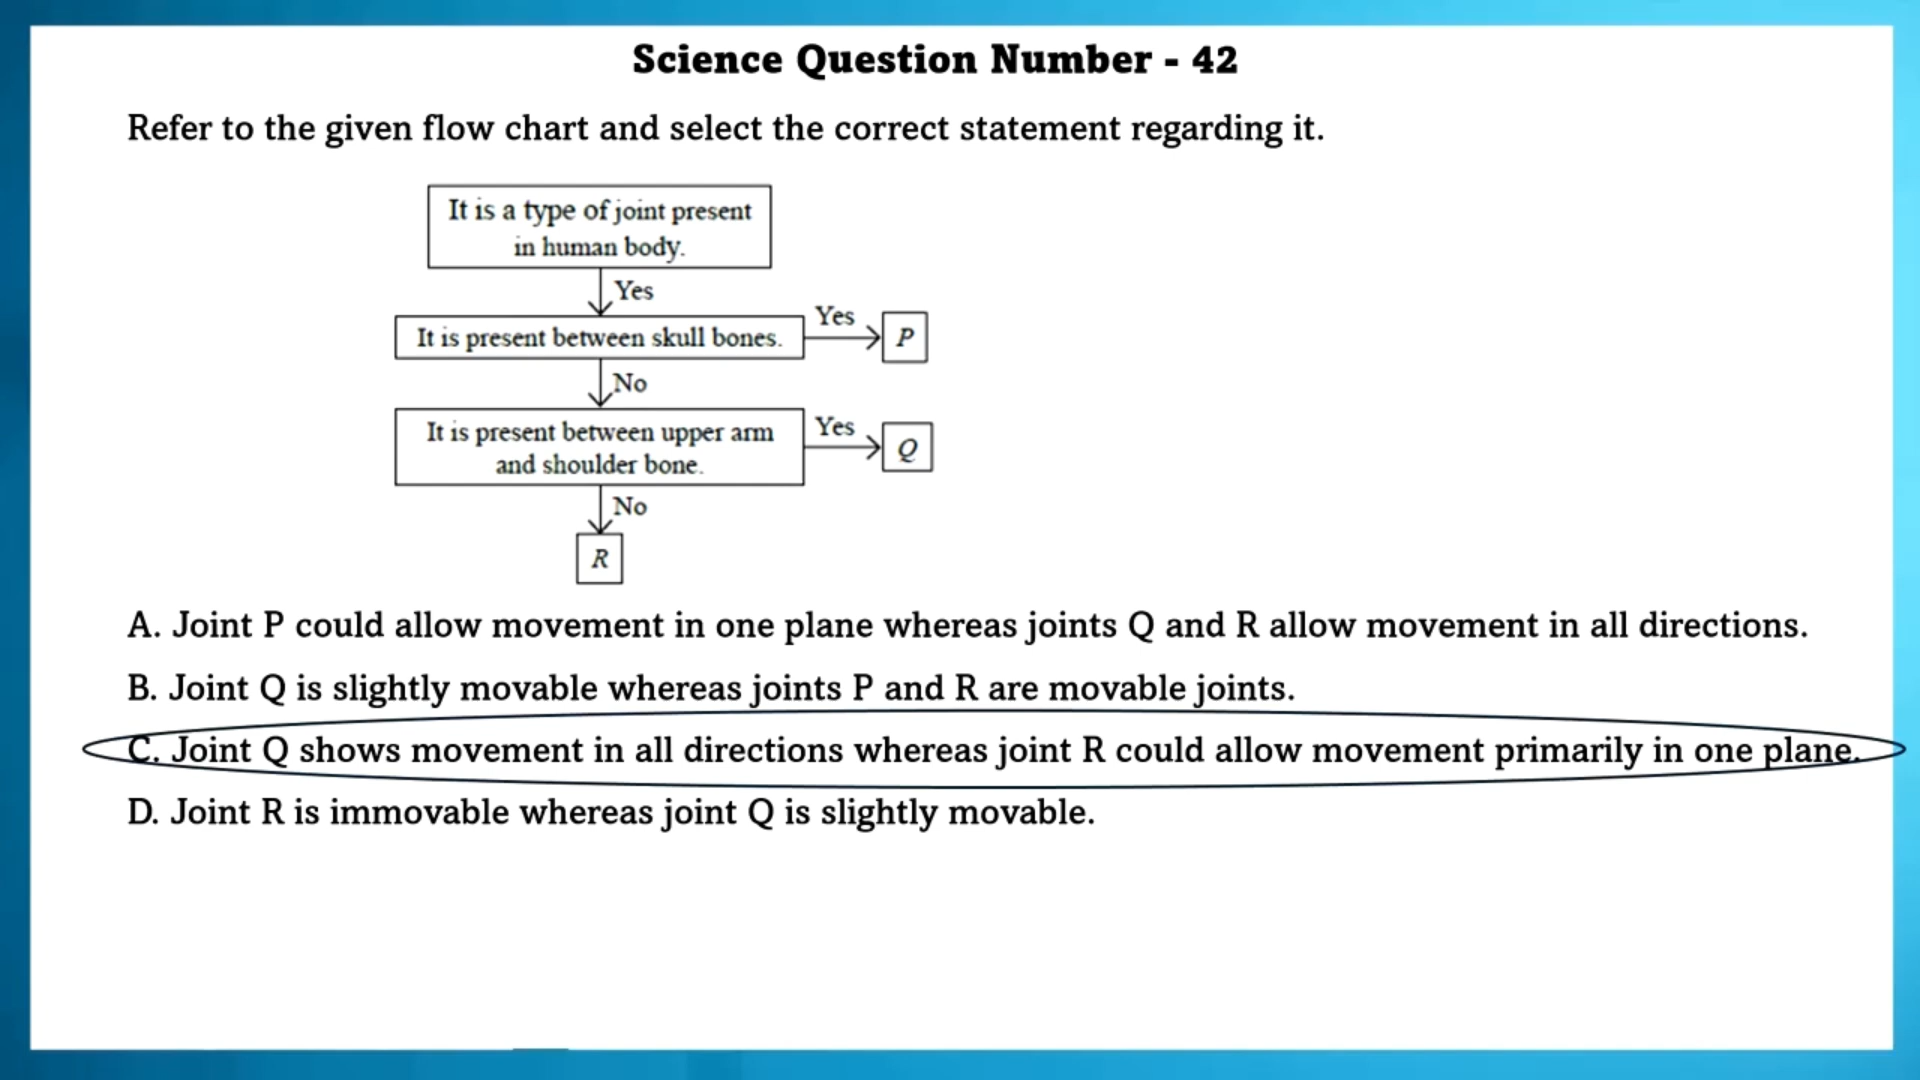 Science Question Number - 42
Refer to the given flow chart and select the correct statement regarding it.
It is a type of joint present
in human body.
Yes
It is present between skull bones.
Yes
P
No
It is present between upper arm
and shoulder bone.
Yes
Q
No
R
A. Joint P could allow movement in one plane whereas joints Q and R allow movement in all directions.
B. Joint Q is slightly movable whereas joints P and R are movable joints.
C. Joint Q shows movement in all directions whereas joint R could allow movement primarily in one plane.
D. Joint R is immovable whereas joint Q is slightly movable.